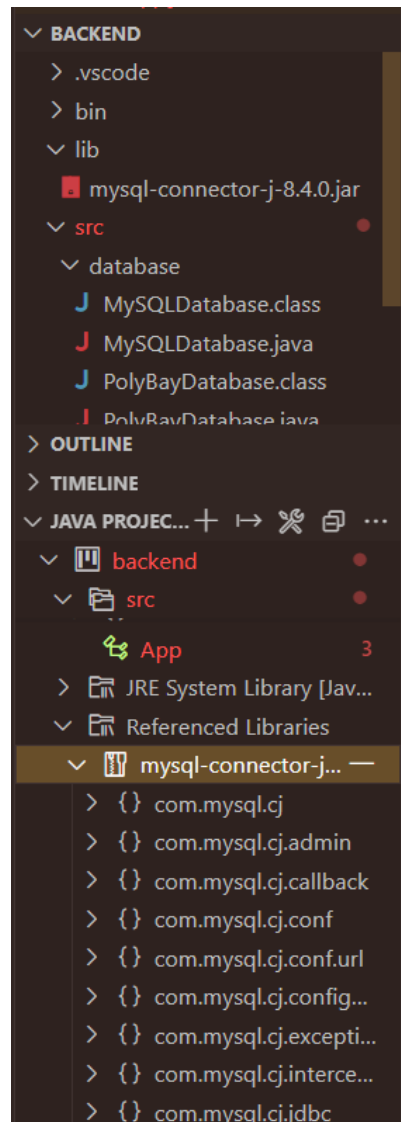 BACKEND
.vscode
bin
lib
mysql-connector-j-8.4.0.jar
src
database
MySQLDatabase.class
MySQLDatabase.java
PolyBayDatabase.class
PolyBayDatabase.java
OUTLINE
TIMELINE
JAVA PROJEC...
backend
src
App 3
JRE System Library [Jav...
Referenced Libraries
mysql-connector-j...
{} com.mysql.cj
{} com.mysql.cj.admin
{} com.mysql.cj.callback
{} com.mysql.cj.conf
{} com.mysql.cj.conf.url
{} com.mysql.cj.config...
{} com.mysql.cj.excepti...
{} com.mysql.cj.interce...
{} com.mysql.cj.jdbc